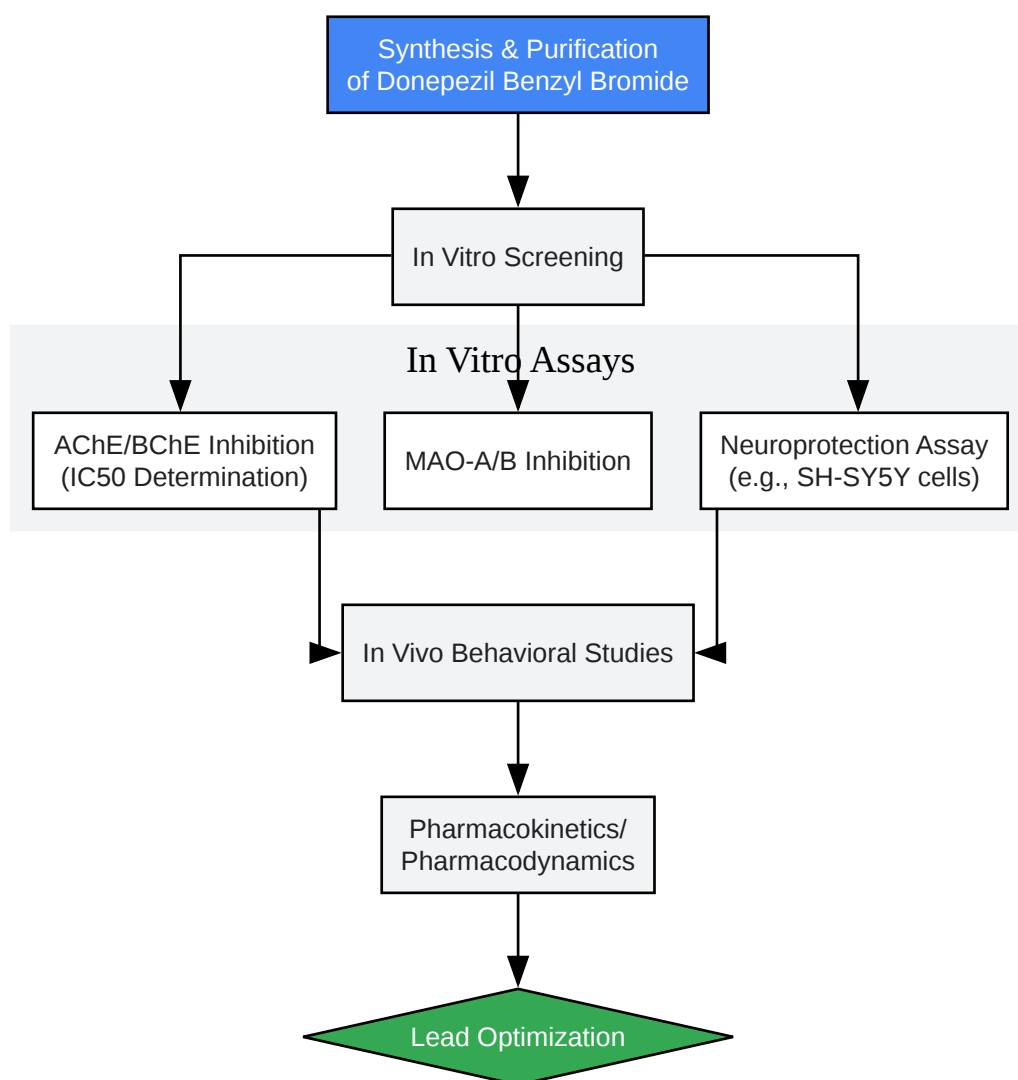 Synthesis & Purification
of Donepezil Benzyl Bromide
In Vitro Screening
In Vitro Assays
AChE/BChE Inhibition
(IC50 Determination)
MAO-A/B Inhibition
Neuroprotection Assay
(e.g., SH-SY5Y cells)
In Vivo Behavioral Studies
Pharmacokinetics/
Pharmacodynamics
Lead Optimization